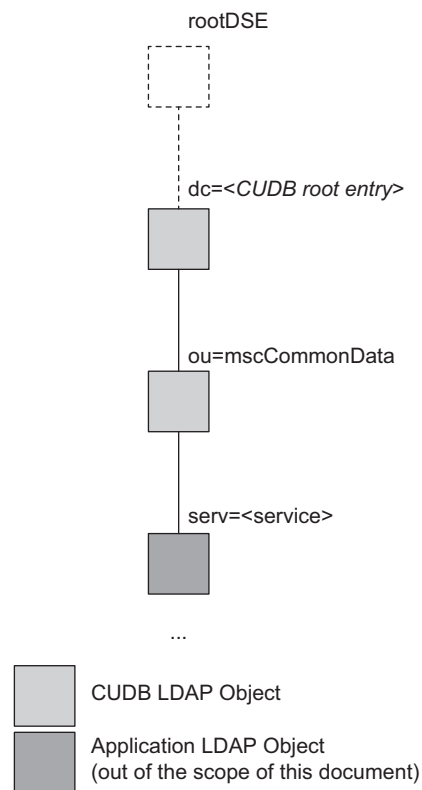 rootDSE
dc=<CUDB root entry>
ou=mscCommonData
serv=<service>
...
CUDB LDAP Object
Application LDAP Object
(out of the scope of this document)